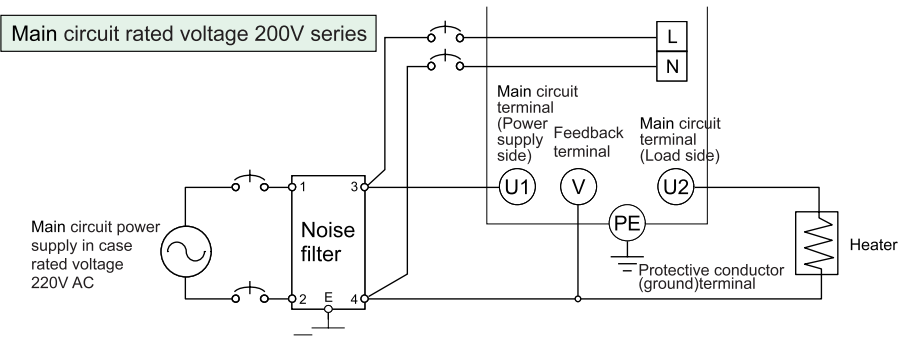 Main circuit rated voltage 200V series
L
N
Main circuit
terminal
(Power
supply
side)
Feedback
terminal
Main circuit
terminal
(Load side)
U1
V
U2
PE
1
3
Noise
filter
2
E
4
Main circuit power
supply in case
rated voltage
220V AC
Heater
Protective conductor
(ground)terminal